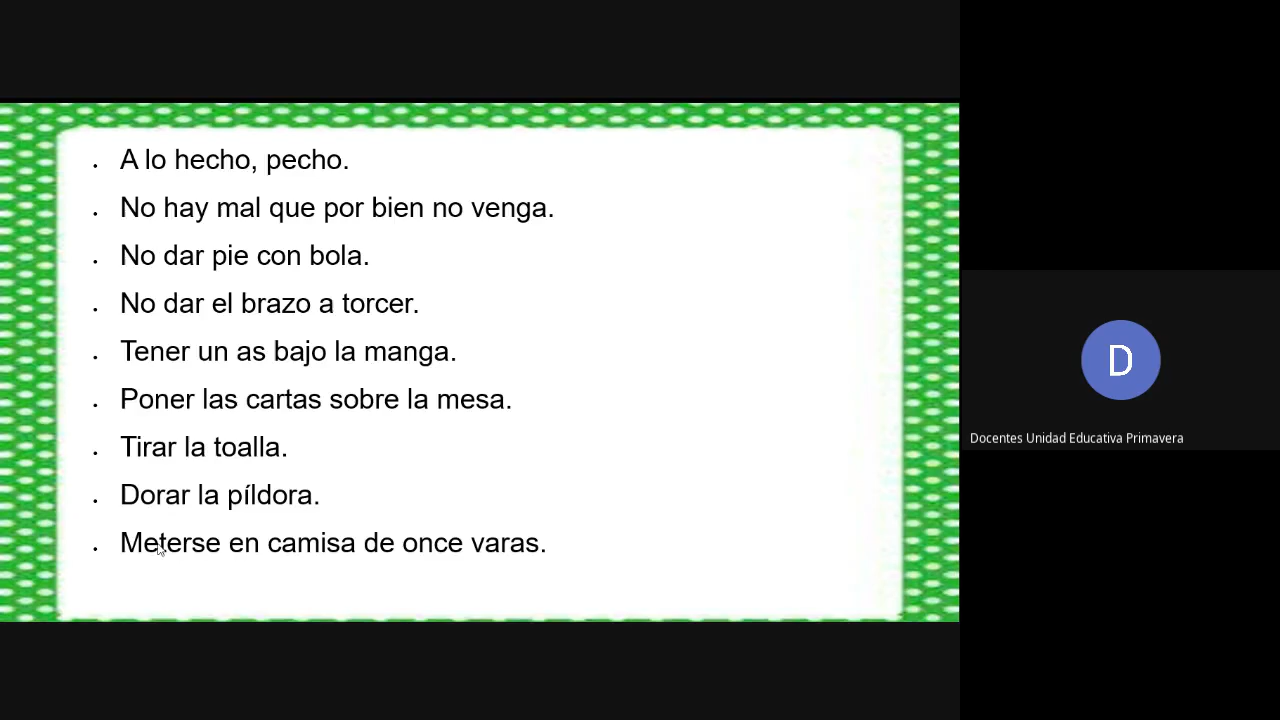 A lo hecho, pecho.
No hay mal que por bien no venga.
No dar pie con bola.
No dar el brazo a torcer.
Tener un as bajo la manga.
Poner las cartas sobre la mesa.
Tirar la toalla.
Dorar la píldora.
Meterse en camisa de once varas.
D
Docentes Unidad Educativa Primavera